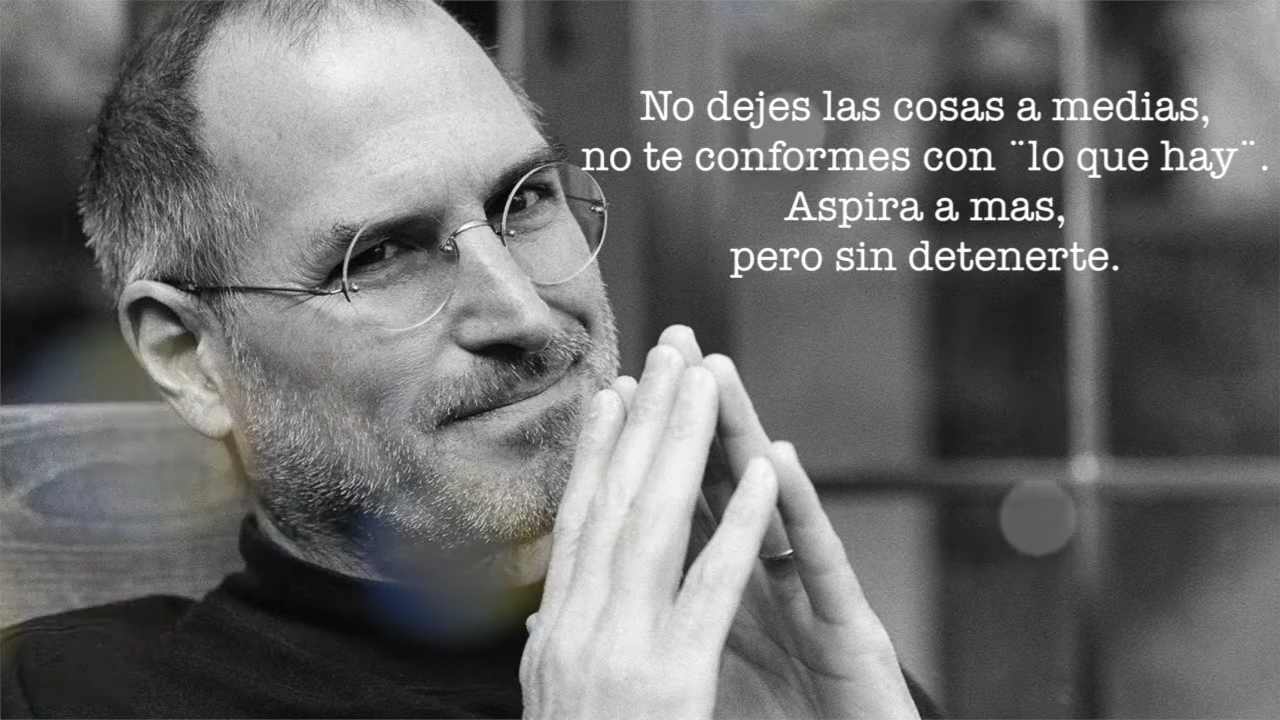 No dejes las cosas a medias,
no te conformes con ¨lo que hay¨.
Aspira a mas,
pero sin detenerte.